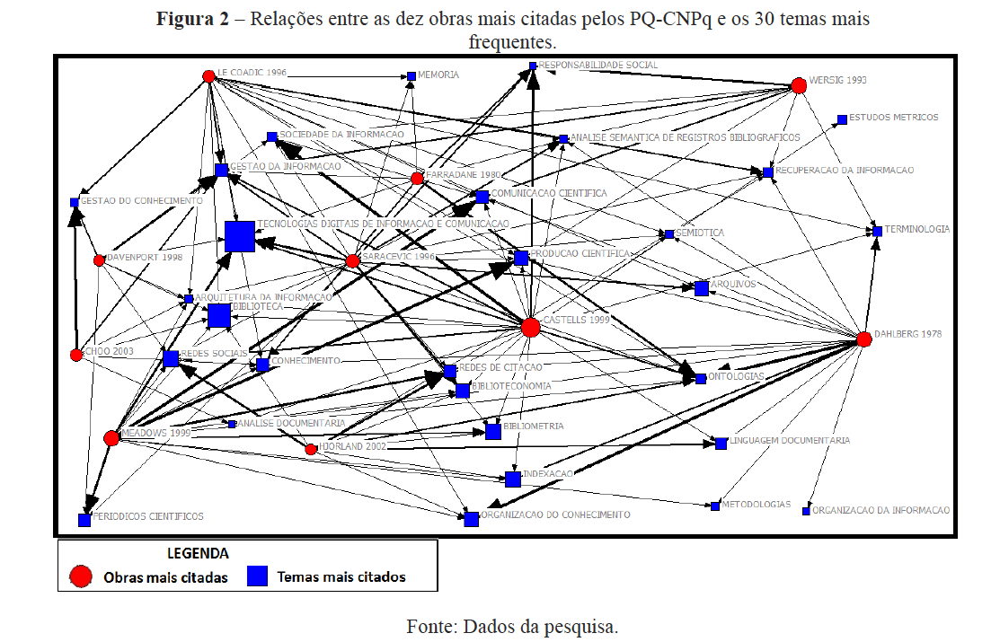 Figura 2 – Relações entre as dez obras mais citadas pelos PQ-CNPq e os 30 temas mais
frequentes.
LE COADIC 1996
MEMORIA
RESPONSABILIDADE SOCIAL
WERSIG 1993
ESTUDOS METRICOS
SOCIEDADE DA INFORMACAO
ANALISE SEMANTICA DE REGISTROS BIBLIOGRAFICOS
GESTAO DA INFORMACAO
RECUPERACAO DA INFORMACAO
FARRADANE 1980
COMUNICACAO CIENTIFICA
GESTAO DO CONHECIMENTO
TECNOLOGIAS DIGITAIS DE INFORMACAO E COMUNICACAO
SEMIOTICA
TERMINOLOGIA
DAVENPORT 1998
SARACEVIC 1996
PRODUCAO CIENTIFICA
ARQUIVOS
ARQUITETURA DA INFORMACAO
BIBLIOTECA
CASTELLS 1999
DAHLBERG 1978
CHOO 2003
REDES SOCIAIS
CONHECIMENTO
REDES DE CITACAO
ONTOLOGIAS
BIBLIOTECONOMIA
ANALISE DOCUMENTARIA
BIBLIOMETRIA
MEADOWS 1999
HJORLAND 2002
LINGUAGEM DOCUMENTARIA
INDEXACAO
METODOLOGIAS
ORGANIZACAO DA INFORMACAO
PERIODICOS CIENTIFICOS
ORGANIZACAO DO CONHECIMENTO
LEGENDA
Obras mais citadas
Temas mais citados
Fonte: Dados da pesquisa.